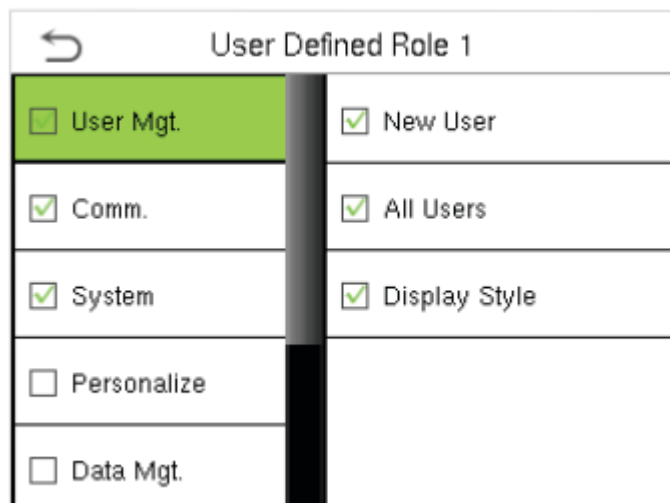 User Defined Role 1
User Mgt.
New User
Comm.
All Users
System
Display Style
Personalize
Data Mgt.